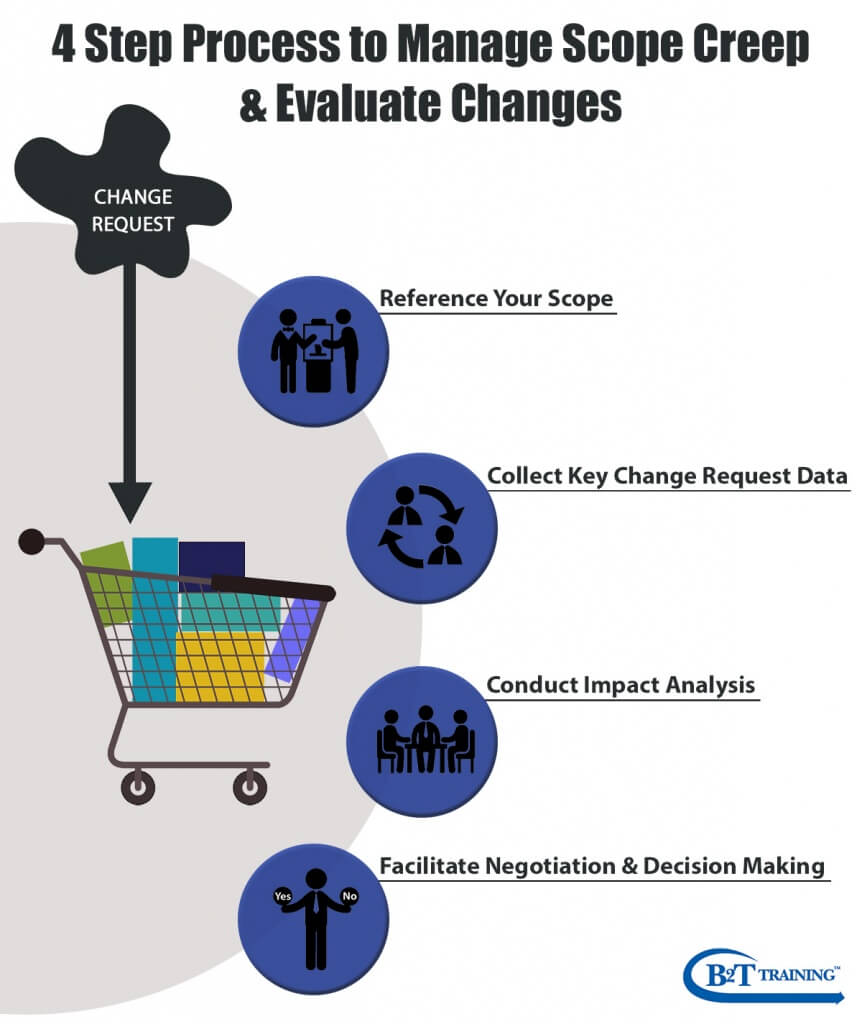 4 Step Process to Manage Scope Creep
& Evaluate Changes
CHANGE
REQUEST
Reference Your Scope
Collect Key Change Request Data
Conduct Impact Analysis
Facilitate Negotiation & Decision Making
Yes
No
B2T TRAINING™